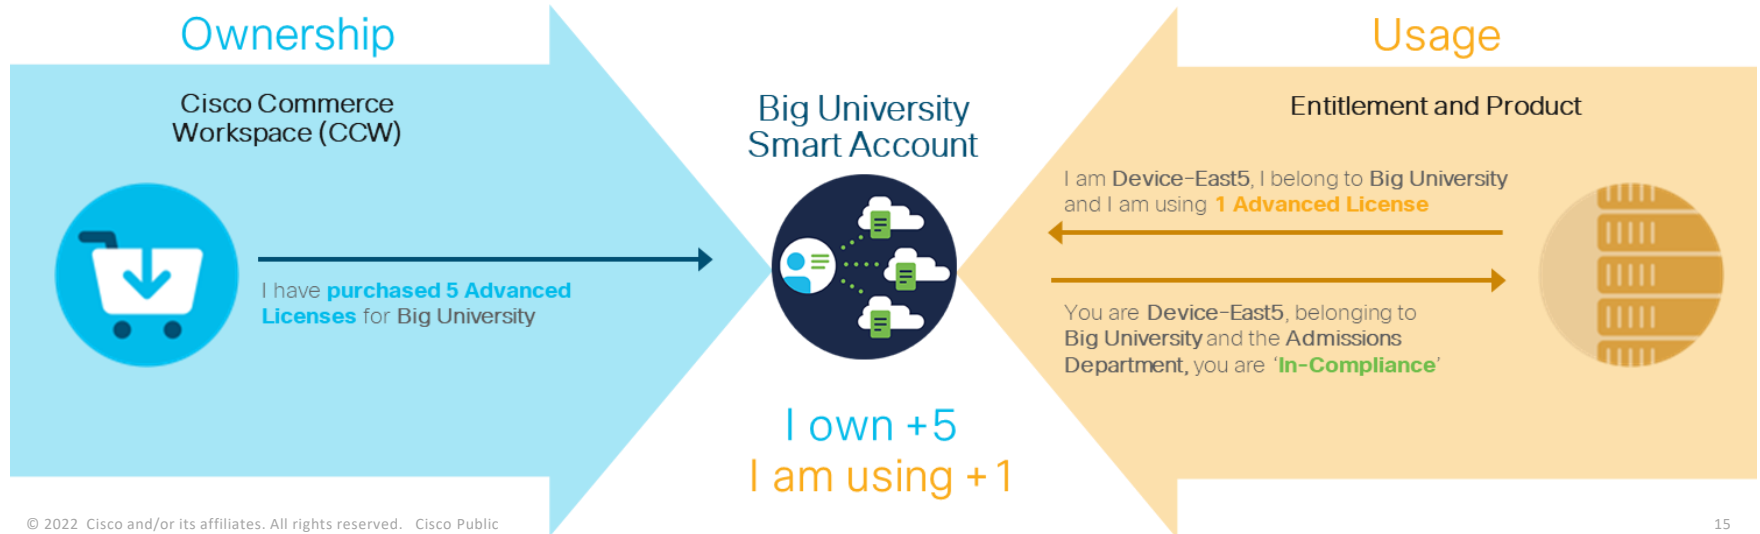 Ownership
Cisco Commerce
Workspace (CCW)
I have purchased 5 Advanced
Licenses for Big University
Big University
Smart Account
I own +5
I am using +1
Usage
Entitlement and Product
I am Device-East5, I belong to Big University
and I am using 1 Advanced License
You are Device-East5, belonging to
Big University and the Admissions
Department, you are ‘In-Compliance’
© 2022 Cisco and/or its affiliates. All rights reserved. Cisco Public
15